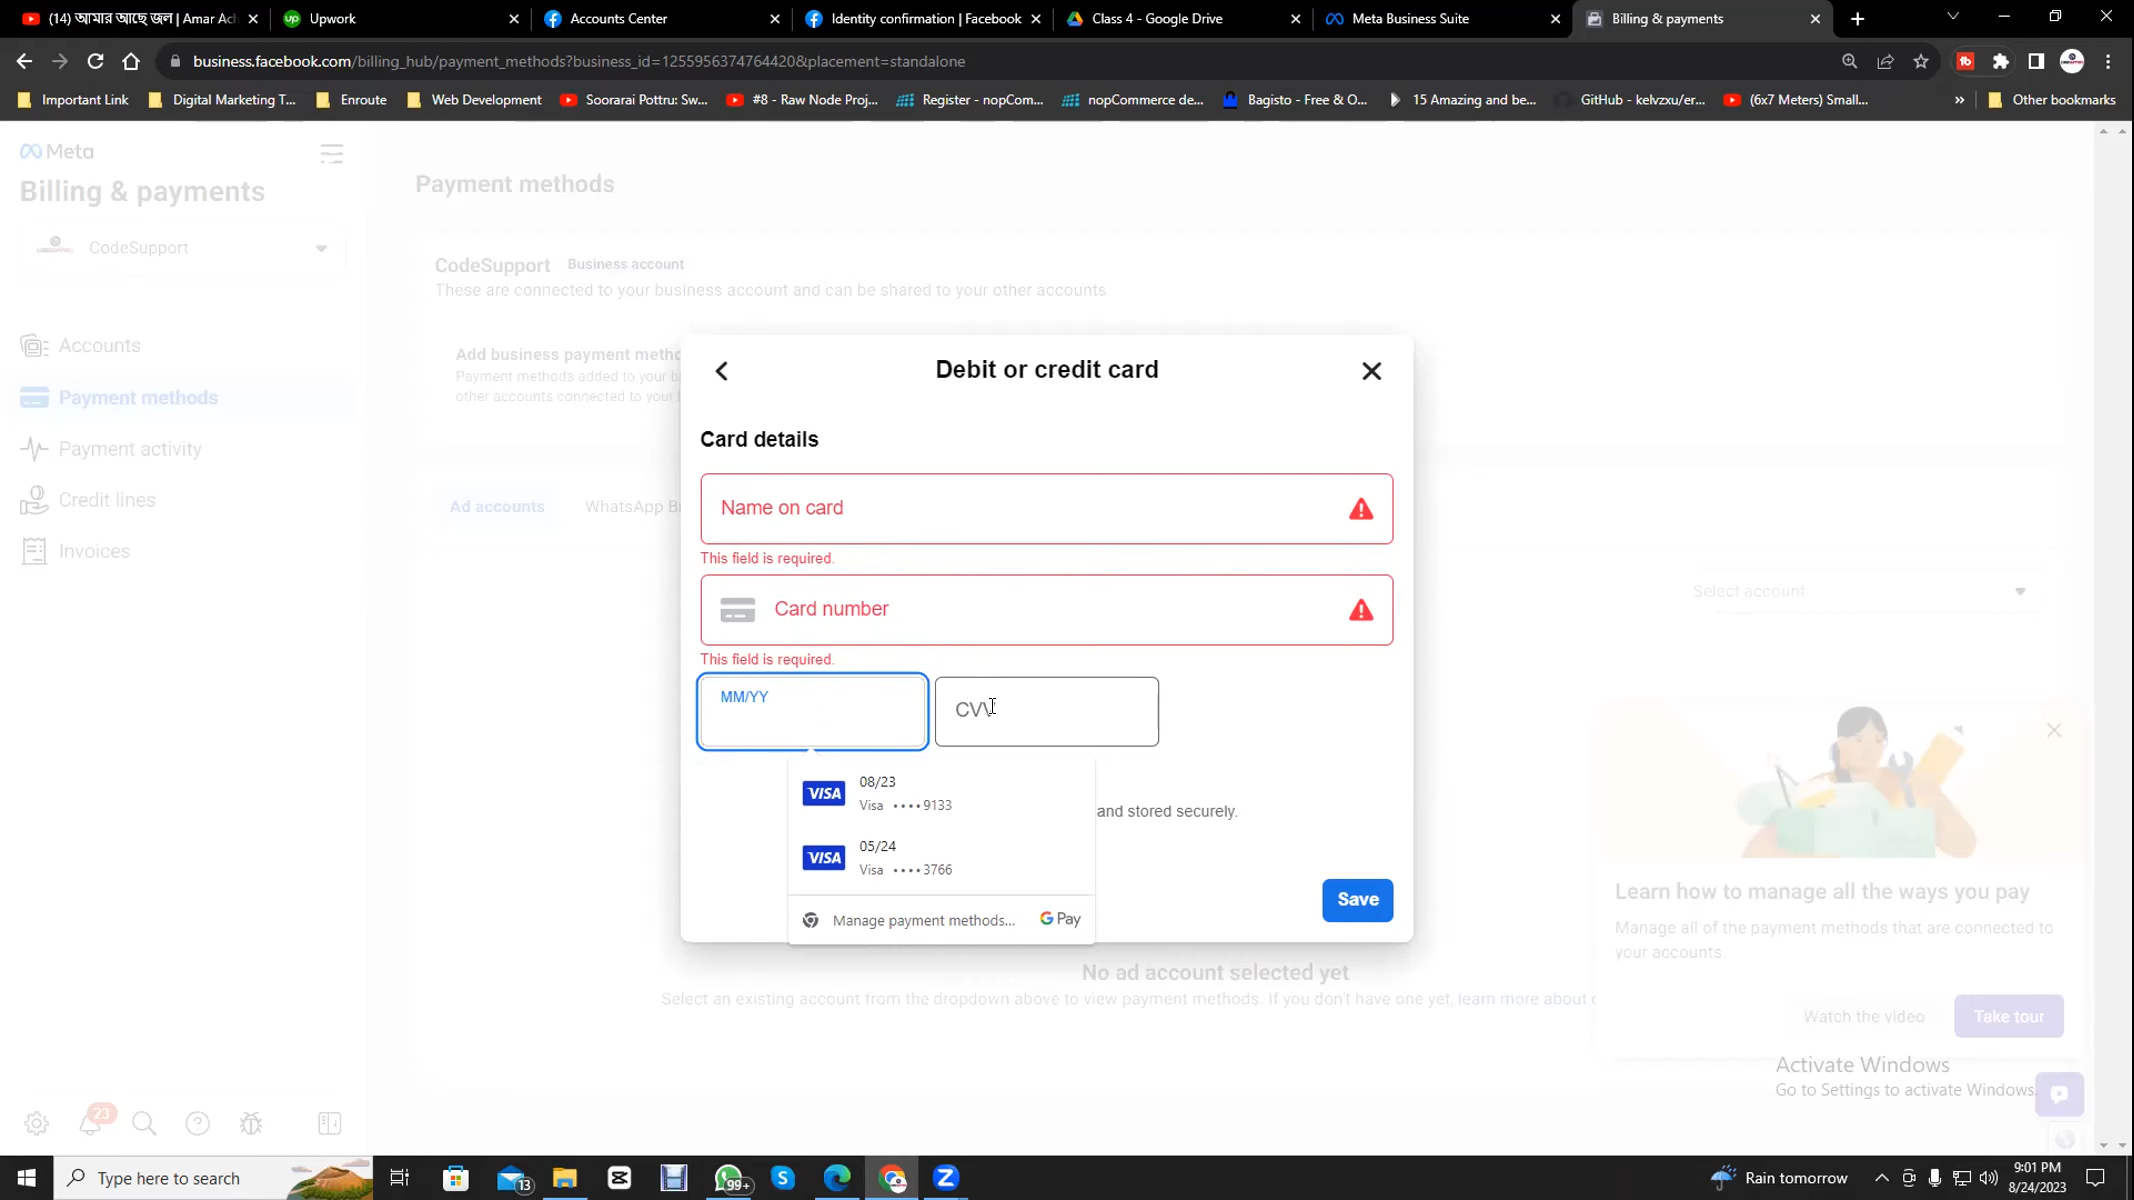 (14) আমার আছে জল | Amar Ach
Upwork
Accounts Center
Identity confirmation | Facebook
Class 4 - Google Drive
Meta Business Suite
Billing & payments
business.facebook.com/billing_hub/payment_methods?business_id=1255956374764420&placement=standalone
Important Link
Digital Marketing T...
Enroute
Web Development
Soorarai Pottru: Sw...
#8 - Raw Node Proj...
Register - nopCom...
nopCommerce de...
Bagisto - Free & O...
15 Amazing and be...
GitHub - kelvzxu/er...
(6x7 Meters) Small...
»
Other bookmarks
Meta
Billing & payments
CodeSupport
Accounts
Payment methods
Payment activity
Credit lines
Invoices
23
Payment methods
CodeSupport Business account
These are connected to your business account and can be shared to your other accounts
Add business payment metho
Payment methods added to your b
other accounts connected to your
Ad accounts
WhatsApp B
Select account
Debit or credit card
Card details
Name on card
This field is required.
Card number
This field is required.
MM/YY
CVV
08/23
Visa ••••9133
05/24
Visa ••••3766
Manage payment methods...
G Pay
VISA
VISA
and stored securely.
Save
No ad account selected yet
Select an existing account from the dropdown above to view payment methods. If you don't have one yet, learn more about
Learn how to manage all the ways you pay
Manage all of the payment methods that are connected to
your accounts.
Watch the video
Take tour
Activate Windows
Go to Settings to activate Windows.
Type here to search
13
99+
Rain tomorrow
9:01 PM
8/24/2023